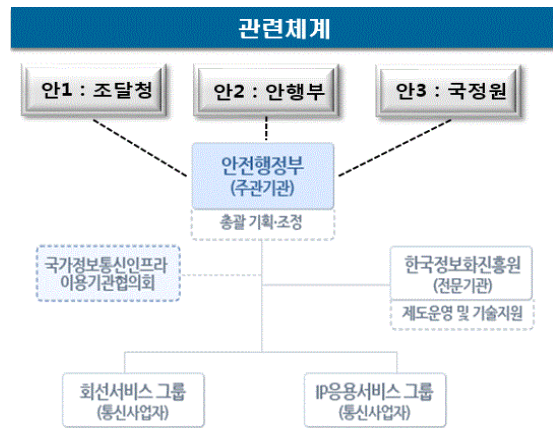 관련체계
안1 : 조달청
안2 : 안행부
안3 : 국정원
안전행정부
(주관기관)
총괄 기획·조정
국가정보통신인프라
이용기관협의회
한국정보화진흥원
(전문기관)
제도운영 및 기술지원
회선서비스 그룹
(통신사업자)
IP응용서비스 그룹
(통신사업자)